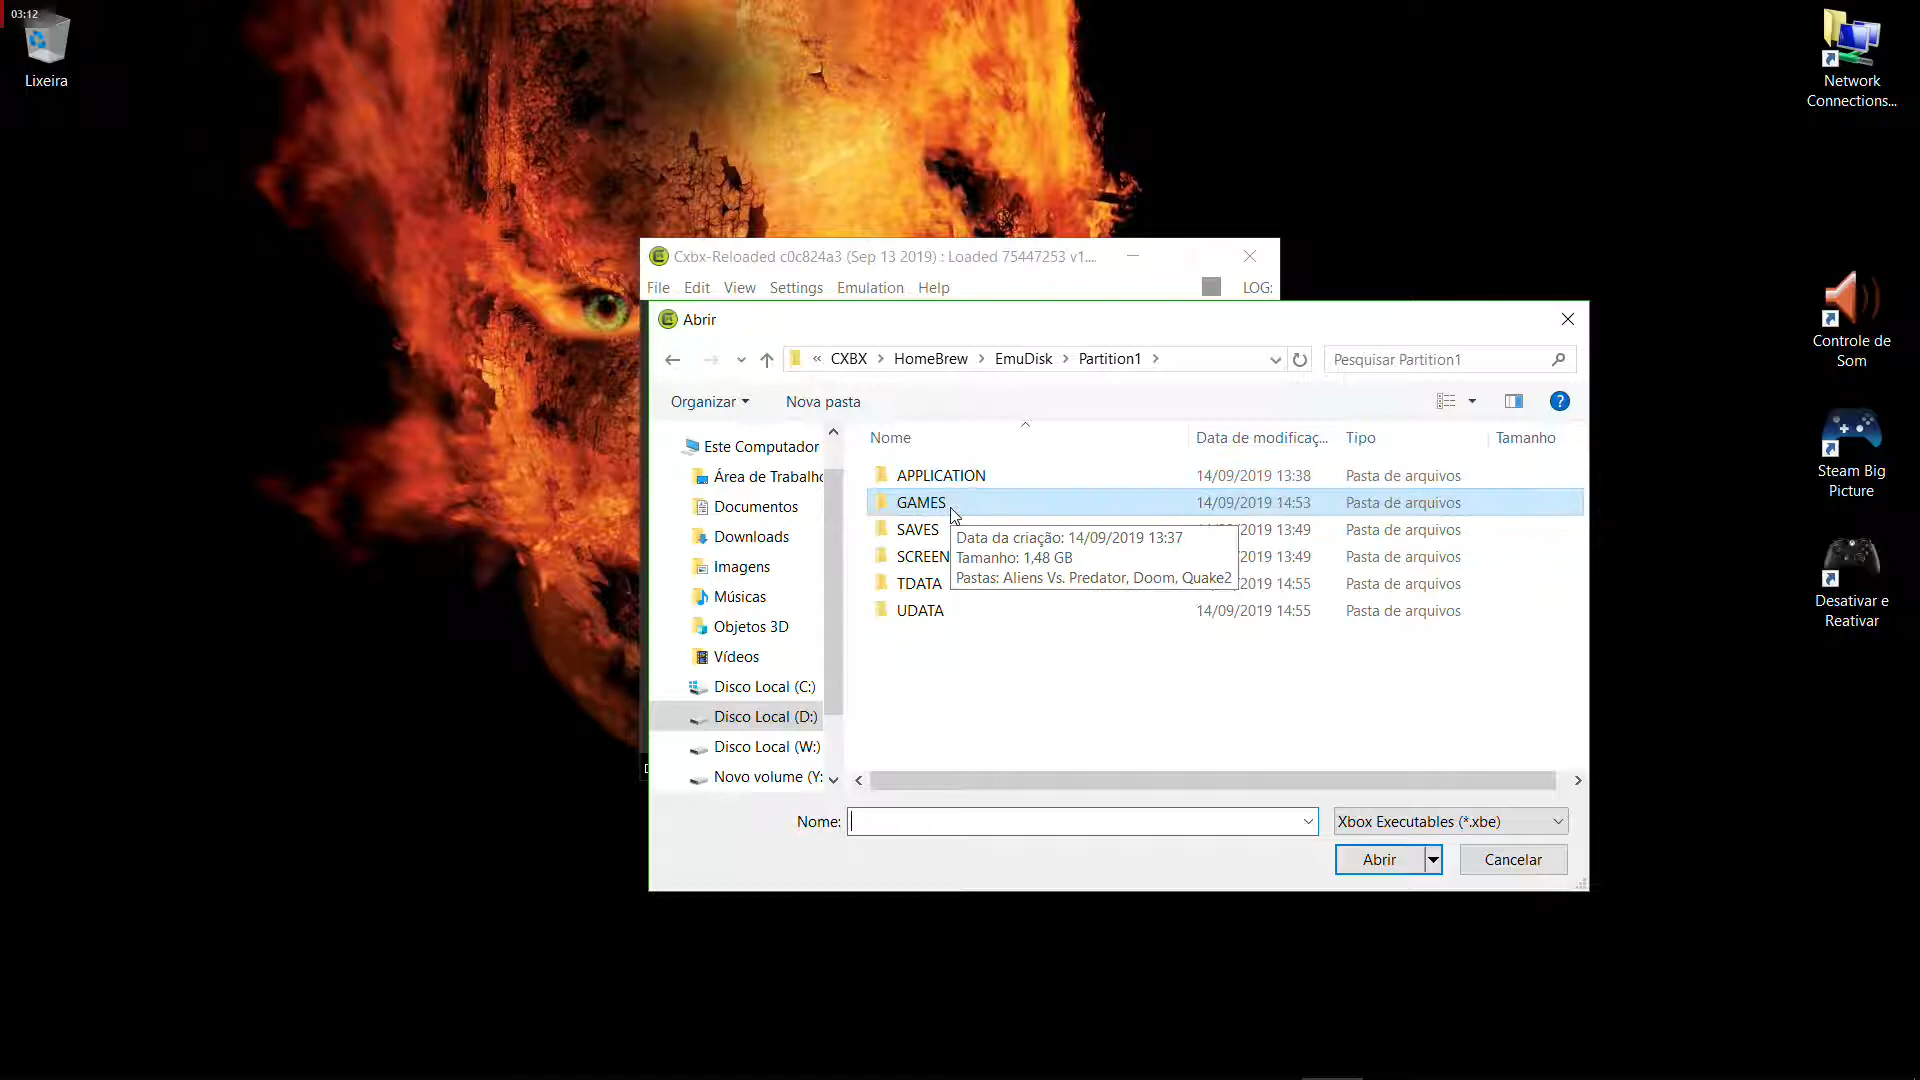 03:12
Lixeira
Network
Connections...
Controle de
Som
Steam Big
Picture
Desativar e
Reativar
Cxbx-Reloaded c0c824a3 (Sep 13 2019) : Loaded 75447253 v1....
File Edit View Settings Emulation Help LOG:
Abrir
« CXBX > HomeBrew > EmuDisk > Partition1 >
Pesquisar Partition1
Organizar Nova pasta
Nome Data de modificaç... Tipo Tamanho
Este Computador
Área de Trabalho
Documentos
Downloads
Imagens
Músicas
Objetos 3D
Vídeos
Disco Local (C:)
Disco Local (D:)
Disco Local (W:)
Novo volume (Y:
APPLICATION 14/09/2019 13:38 Pasta de arquivos
GAMES 14/09/2019 14:53 Pasta de arquivos
SAVES /2019 13:49 Pasta de arquivos
SCREEN /2019 13:49 Pasta de arquivos
TDATA /2019 14:55 Pasta de arquivos
UDATA 14/09/2019 14:55 Pasta de arquivos
Data da criação: 14/09/2019 13:37
Tamanho: 1,48 GB
Pastas: Aliens Vs. Predator, Doom, Quake2
Nome: Xbox Executables (*.xbe)
Abrir Cancelar